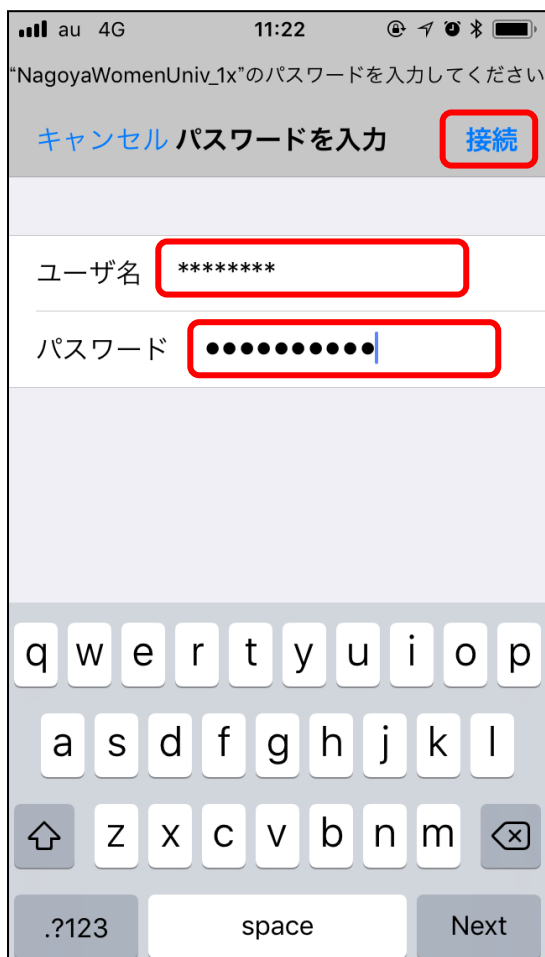 au 4G 11:22
“NagoyaWomenUniv_1x”のパスワードを入力してください
キャンセル パスワードを入力 接続
ユーザ名 ********
パスワード ●●●●●●●●●●
q w e r t y u i o p
a s d f g h j k l
z x c v b n m
.?123 space Next